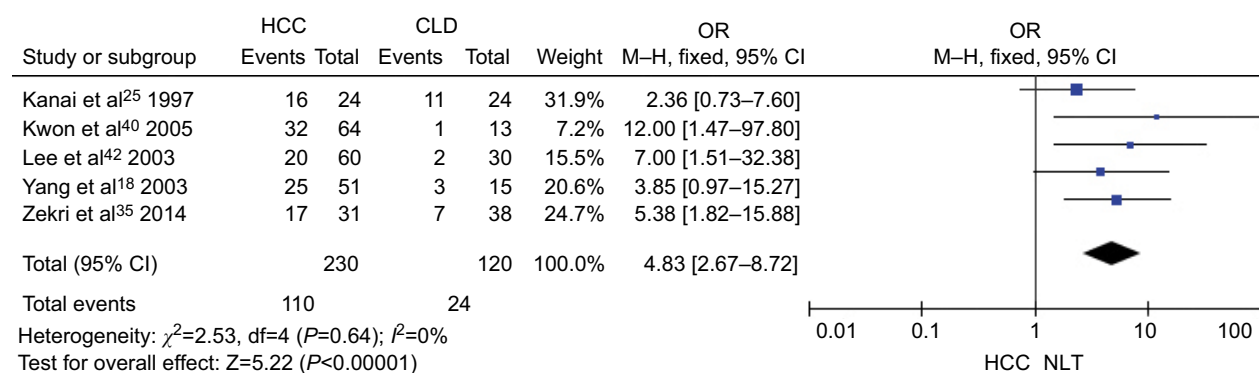 HCC CLD OR OR
Study or subgroup Events Total Events Total Weight M–H, fixed, 95% CI M–H, fixed, 95% CI
Kanai et al25 1997 16 24 11 24 31.9% 2.36 [0.73–7.60]
Kwon et al40 2005 32 64 1 13 7.2% 12.00 [1.47–97.80]
Lee et al42 2003 20 60 2 30 15.5% 7.00 [1.51–32.38]
Yang et al18 2003 25 51 3 15 20.6% 3.85 [0.97–15.27]
Zekri et al35 2014 17 31 7 38 24.7% 5.38 [1.82–15.88]
Total (95% CI) 230 120 100.0% 4.83 [2.67–8.72]
Total events 110 24
Heterogeneity: χ2=2.53, df=4 (P=0.64); I2=0%
0.01 0.1 1 10 100
Test for overall effect: Z=5.22 (P<0.00001)
HCC NLT